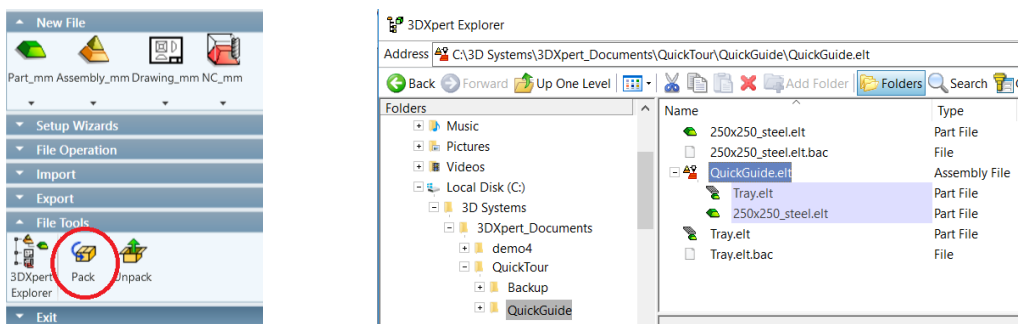 New File
Part_mm Assembly_mm Drawing_mm NC_mm
Setup Wizards
File Operation
Import
Export
File Tools
3DXpert Explorer
Pack
Unpack
Exit
3DXpert Explorer
Address C:\3D Systems\3DXpert_Documents\QuickTour\QuickGuide\QuickGuide.elt
Back Forward Up One Level Add Folder Folders Search
Folders
Music
Pictures
Videos
Local Disk (C:)
3D Systems
3DXpert_Documents
demo4
QuickTour
Backup
QuickGuide
Name Type
250x250_steel.elt Part File
250x250_steel.elt.bac File
QuickGuide.elt Assembly File
Tray.elt Part File
250x250_steel.elt Part File
Tray.elt Part File
Tray.elt.bac File